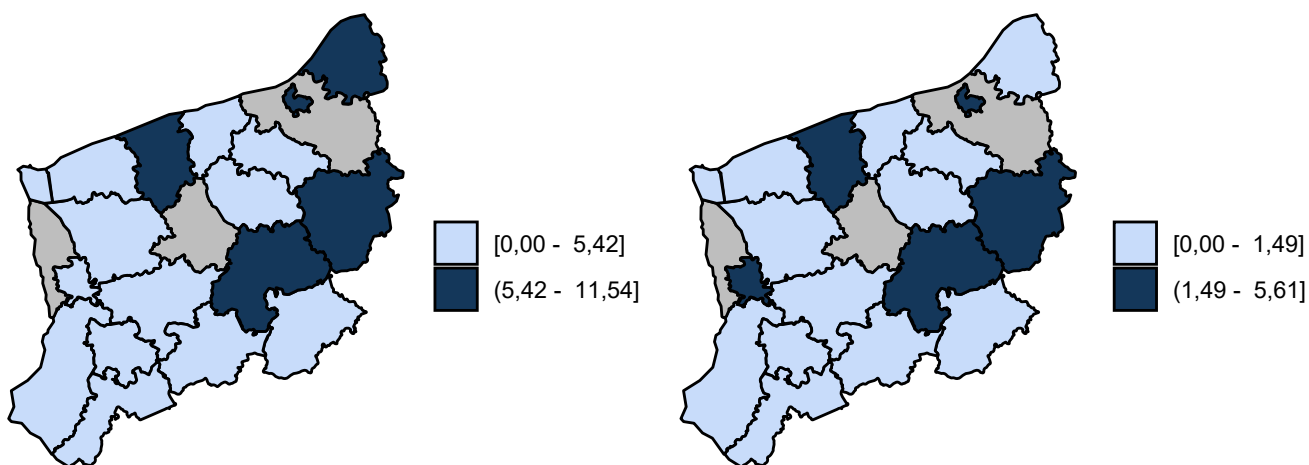 [0,00 - 5,42]
(5,42 - 11,54]
[0,00 - 1,49]
(1,49 - 5,61]